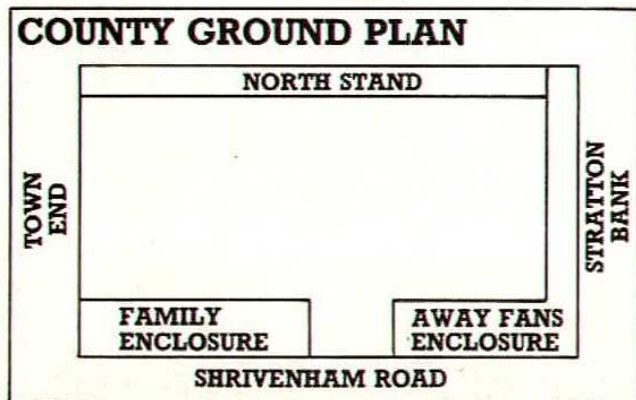 COUNTY GROUND PLAN
NORTH STAND
TOWN
END
STRATTON
BANK
FAMILY
ENCLOSURE
AWAY FANS
ENCLOSURE
SHRIVENHAM ROAD